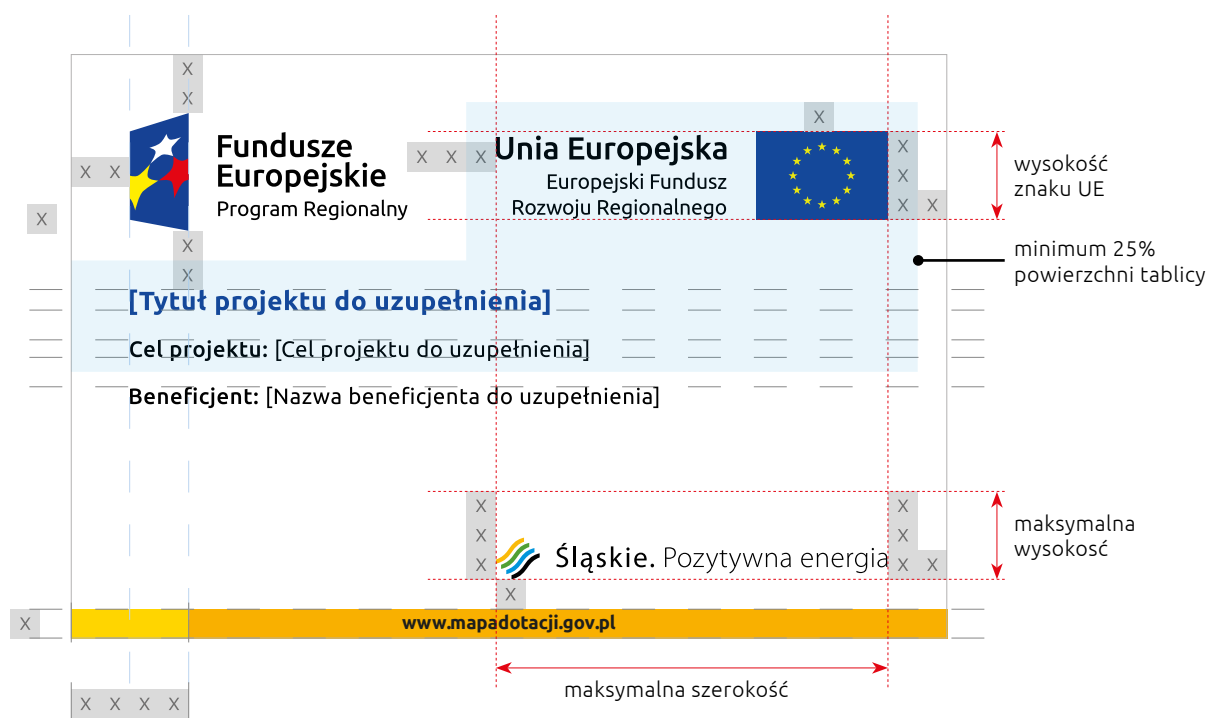 X
X
Fundusze
Europejskie
Program Regionalny
X X
X
X
X
X X X
Unia Europejska
Europejski Fundusz
Rozwoju Regionalnego
X
X
X
X X
wysokość
znaku UE
minimum 25%
powierzchni tablicy
[Tytuł projektu do uzupełnienia]
Cel projektu: [Cel projektu do uzupełnienia]
Beneficjent: [Nazwa beneficjenta do uzupełnienia]
X
X
X
Śląskie. Pozytywna energia
X
X
X X
X
maksymalna
wysokosć
X
www.mapadotacji.gov.pl
maksymalna szerokość
X X X X